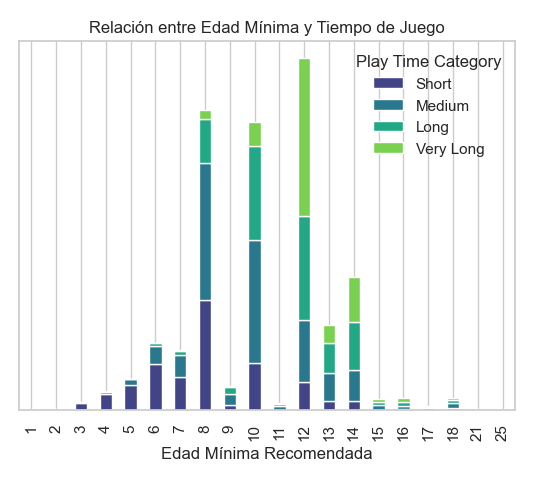 Relación entre Edad Mínima y Tiempo de Juego
Play Time Category
Short
Medium
Long
Very Long
1 2 3 4 5 6 7 8 9 10 11 12 13 14 15 16 17 18 21 25
Edad Mínima Recomendada